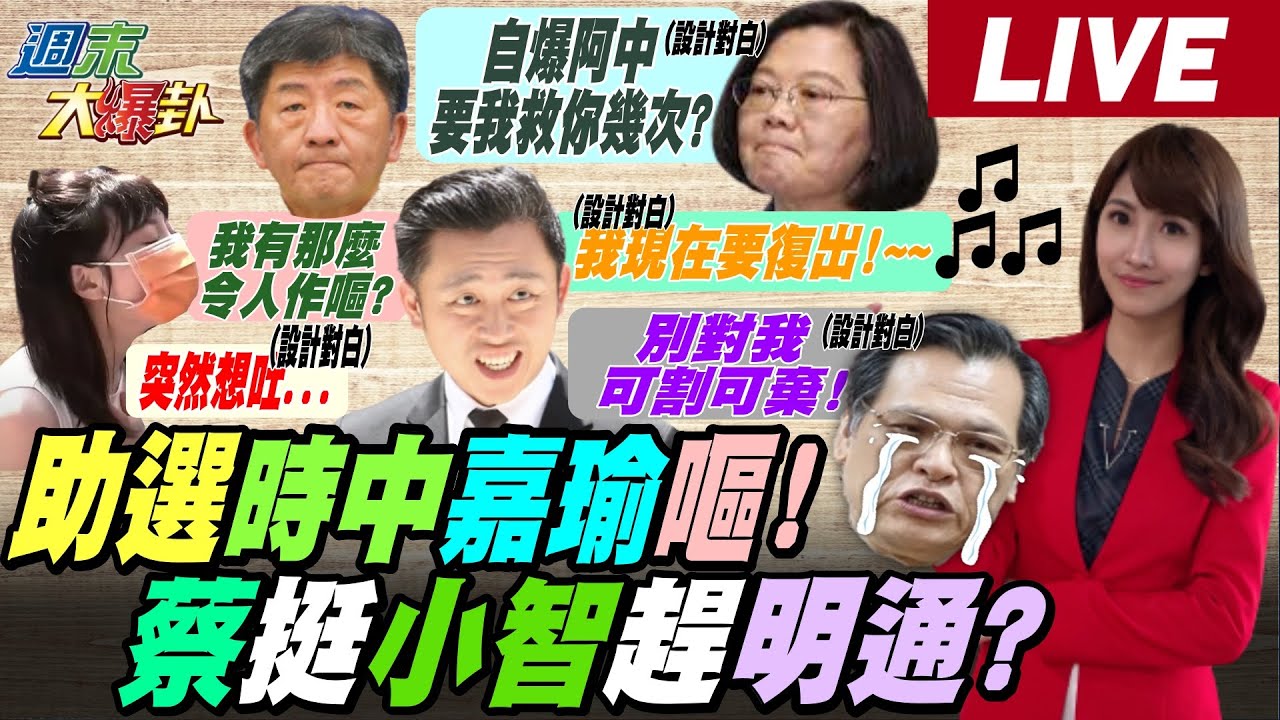 週末
大爆卦
自爆阿中
(設計對白)
要我救你幾次?
LIVE
我有那麼
令人作嘔?
(設計對白)
(設計對白)
我現在要復出!~~
突然想吐...
別對我
(設計對白)
可割可棄!
助選時中嘉瑜嘔!
蔡挺小智趕明通?